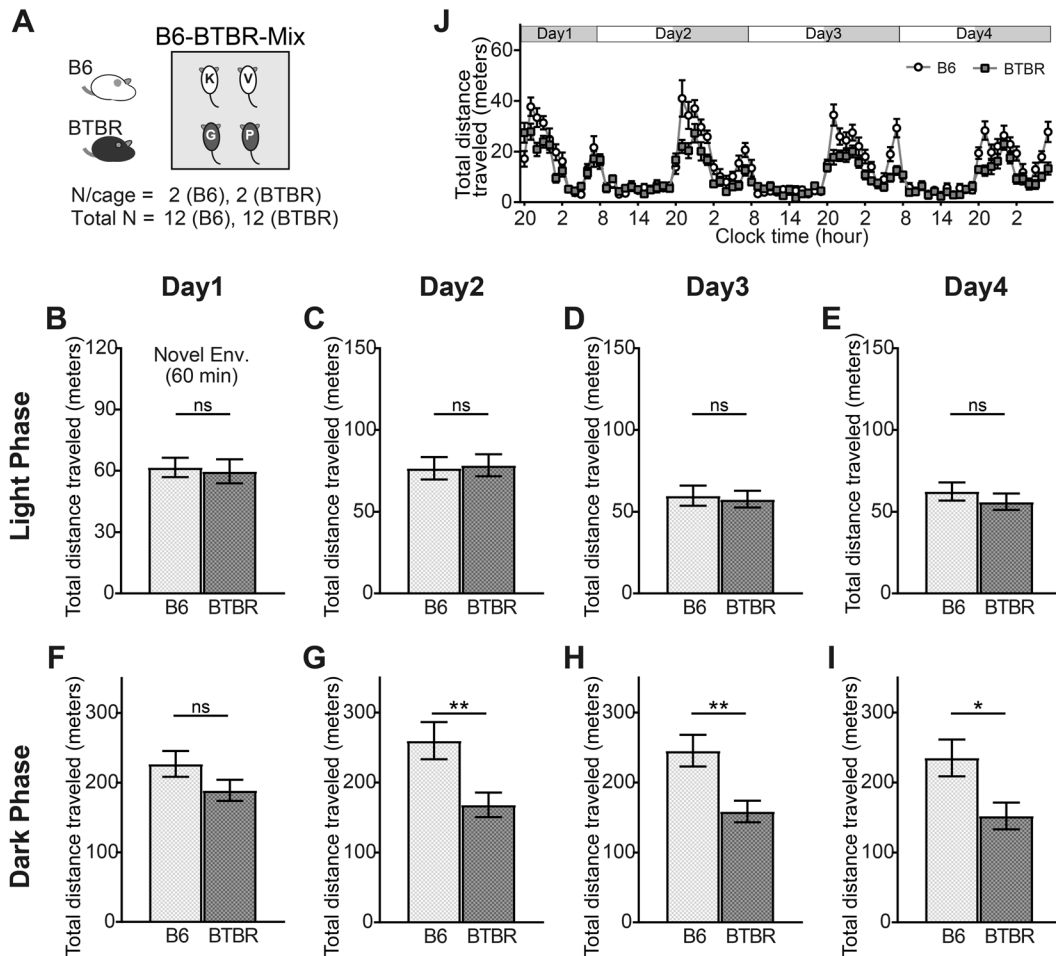 A
B6-BTBR-Mix
B6
BTBR
K V
G P
N/cage = 2 (B6), 2 (BTBR)
Total N = 12 (B6), 12 (BTBR)
J
Day1 Day2 Day3 Day4
B6 BTBR
Total distance
traveled (meters)
60
40
20
0
20 2 8 14 20 2 8 14 20 2 8 14 20 2
Clock time (hour)
Day1 Day2 Day3 Day4
Light Phase
B
Total distance traveled (meters)
120
90
60
30
0
Novel Env.
(60 min)
ns
B6 BTBR
C
Total distance traveled (meters)
150
100
50
0
ns
B6 BTBR
D
Total distance traveled (meters)
150
100
50
0
ns
B6 BTBR
E
Total distance traveled (meters)
150
100
50
0
ns
B6 BTBR
Dark Phase
F
Total distance traveled (meters)
300
200
100
0
ns
B6 BTBR
G
Total distance traveled (meters)
300
200
100
0
**
B6 BTBR
H
Total distance traveled (meters)
300
200
100
0
**
B6 BTBR
I
Total distance traveled (meters)
300
200
100
0
*
B6 BTBR